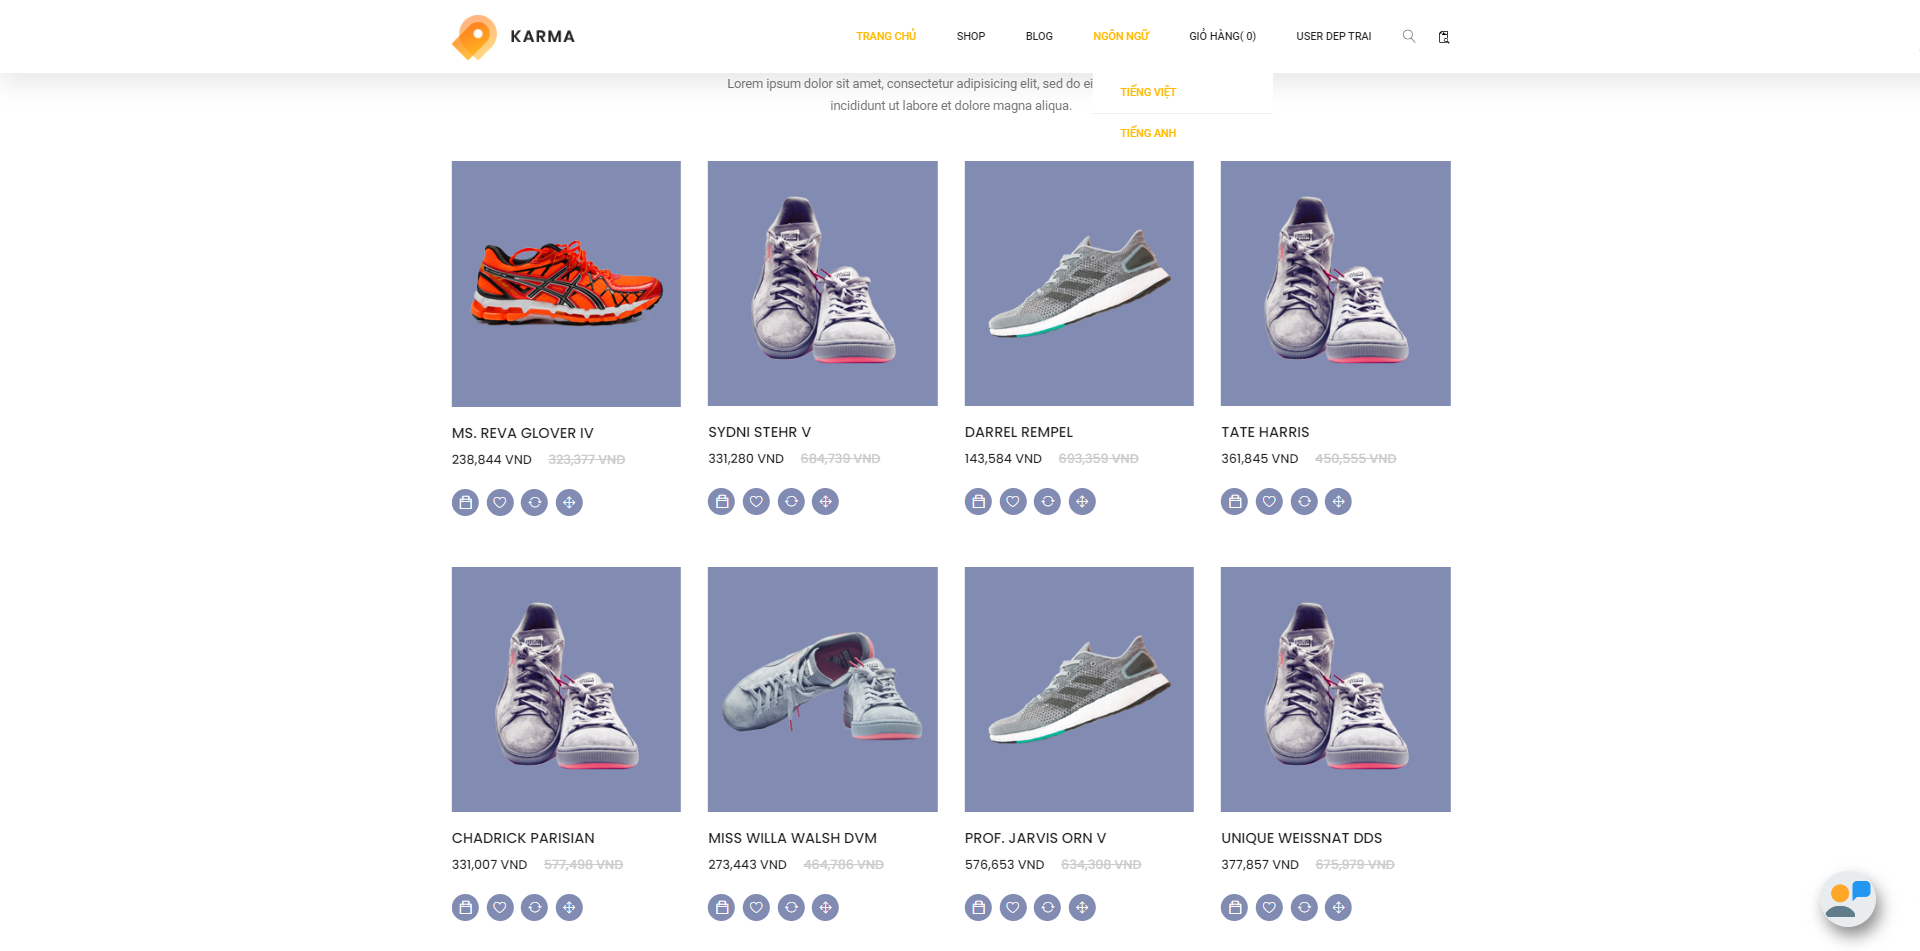 KARMA
TRANG CHỦ SHOP BLOG NGÔN NGỮ GIỎ HÀNG( 0) USER DEP TRAI
Lorem ipsum dolor sit amet, consectetur adipisicing elit, sed do ei
TIẾNG VIỆT
incididunt ut labore et dolore magna aliqua.
TIẾNG ANH
MS. REVA GLOVER IV
238,844 VND 323,377 VND
SYDNI STEHR V
331,280 VND 684,739 VND
DARREL REMPEL
143,584 VND 693,359 VND
TATE HARRIS
361,845 VND 450,555 VND
CHADRICK PARISIAN
331,007 VND 577,498 VND
MISS WILLA WALSH DVM
273,443 VND 464,786 VND
PROF. JARVIS ORN V
576,653 VND 634,308 VND
UNIQUE WEISSNAT DDS
377,857 VND 675,979 VND